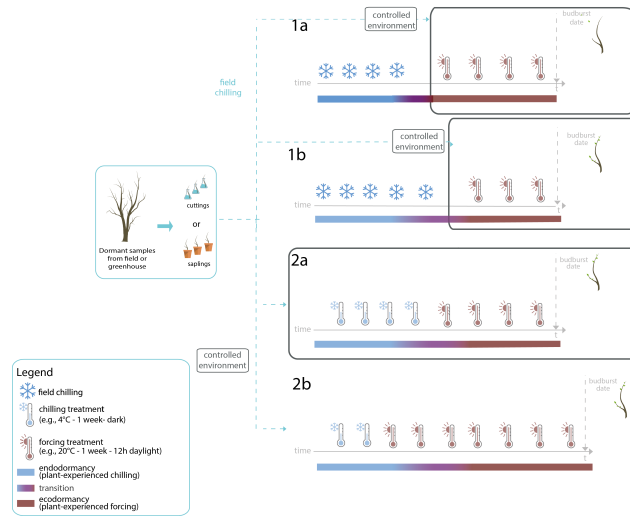 controlled
environment
1a
budburst
date *
field
chilling
time
t
controlled
environment
1b
budburst
date
time
t
cuttings
or
saplings
Dormant samples
from field or
greenhouse
2a
budburst
date
time
t
controlled
environment
2b
budburst
date
time
t
Legend
field chilling
chilling treatment
(e.g., 4°C - 1 week- dark)
forcing treatment
(e.g., 20°C - 1 week - 12h daylight)
endodormancy
(plant-experienced chilling)
transition
ecodormancy
(plant-experienced forcing)